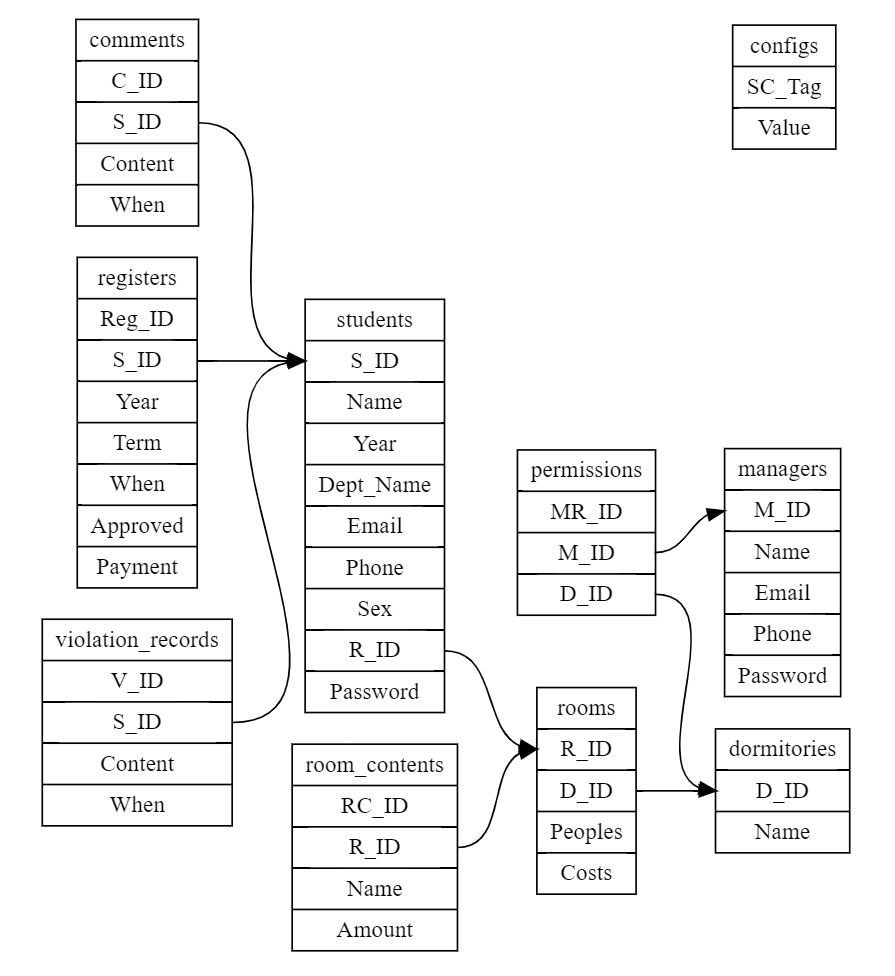 comments
C_ID
S_ID
Content
When
configs
SC_Tag
Value
registers
Reg_ID
S_ID
Year
Term
When
Approved
Payment
students
S_ID
Name
Year
Dept_Name
Email
Phone
Sex
R_ID
Password
permissions
MR_ID
M_ID
D_ID
managers
M_ID
Name
Email
Phone
Password
violation_records
V_ID
S_ID
Content
When
room_contents
RC_ID
R_ID
Name
Amount
rooms
R_ID
D_ID
Peoples
Costs
dormitories
D_ID
Name